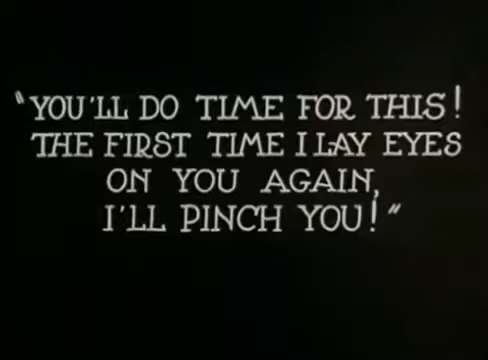 "YOU'LL DO TIME FOR THIS!
THE FIRST TIME I LAY EYES
ON YOU AGAIN,
I'LL PINCH YOU!"